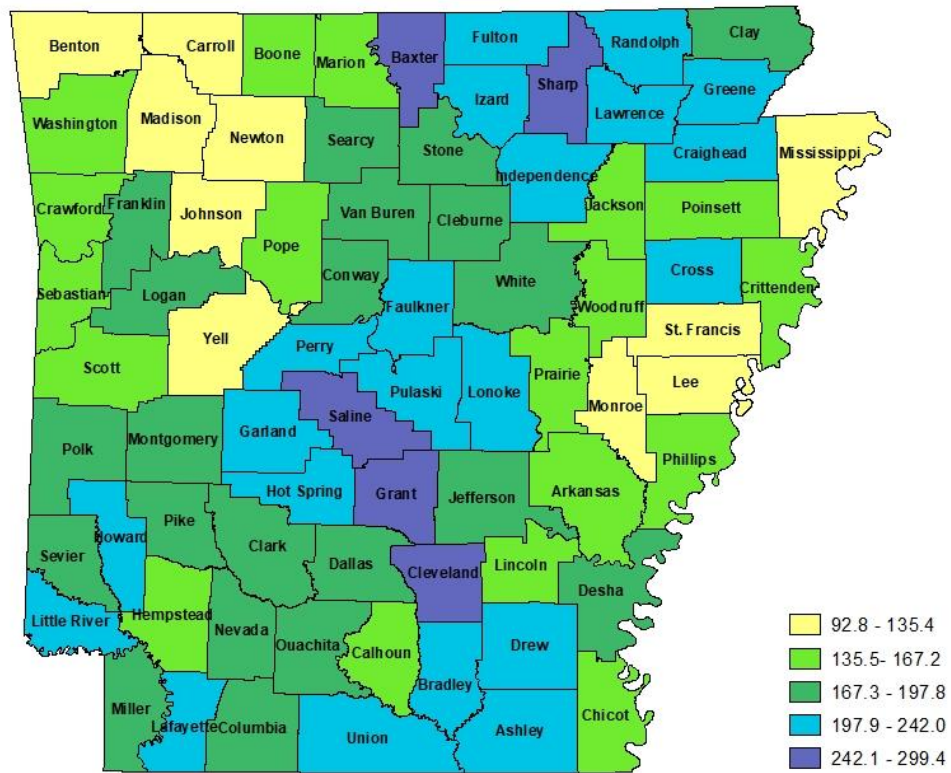 Benton
Carroll
Boone
Marion
Baxter
Fulton
Randolph
Clay
Sharp
Izard
Greene
Lawrence
Washington
Madison
Newton
Searcy
Stone
Independence
Craighead
Mississippi
Crawford
Franklin
Johnson
Pope
Van Buren
Cleburne
Jackson
Poinsett
Sebastian
Logan
Conway
White
Woodruff
Cross
Crittenden
Faulkner
Scott
Yell
Perry
Pulaski
Lonoke
Prairie
St. Francis
Lee
Monroe
Polk
Montgomery
Garland
Saline
Phillips
Hot Spring
Grant
Jefferson
Arkansas
Howard
Pike
Sevier
Clark
Dallas
Cleveland
Lincoln
Desha
Little River
Hempstead
Nevada
Ouachita
Calhoun
Drew
Bradley
Miller
Lafayette
Columbia
Union
Ashley
Chicot
92.8 - 135.4
135.5- 167.2
167.3 - 197.8
197.9 - 242.0
242.1 - 299.4